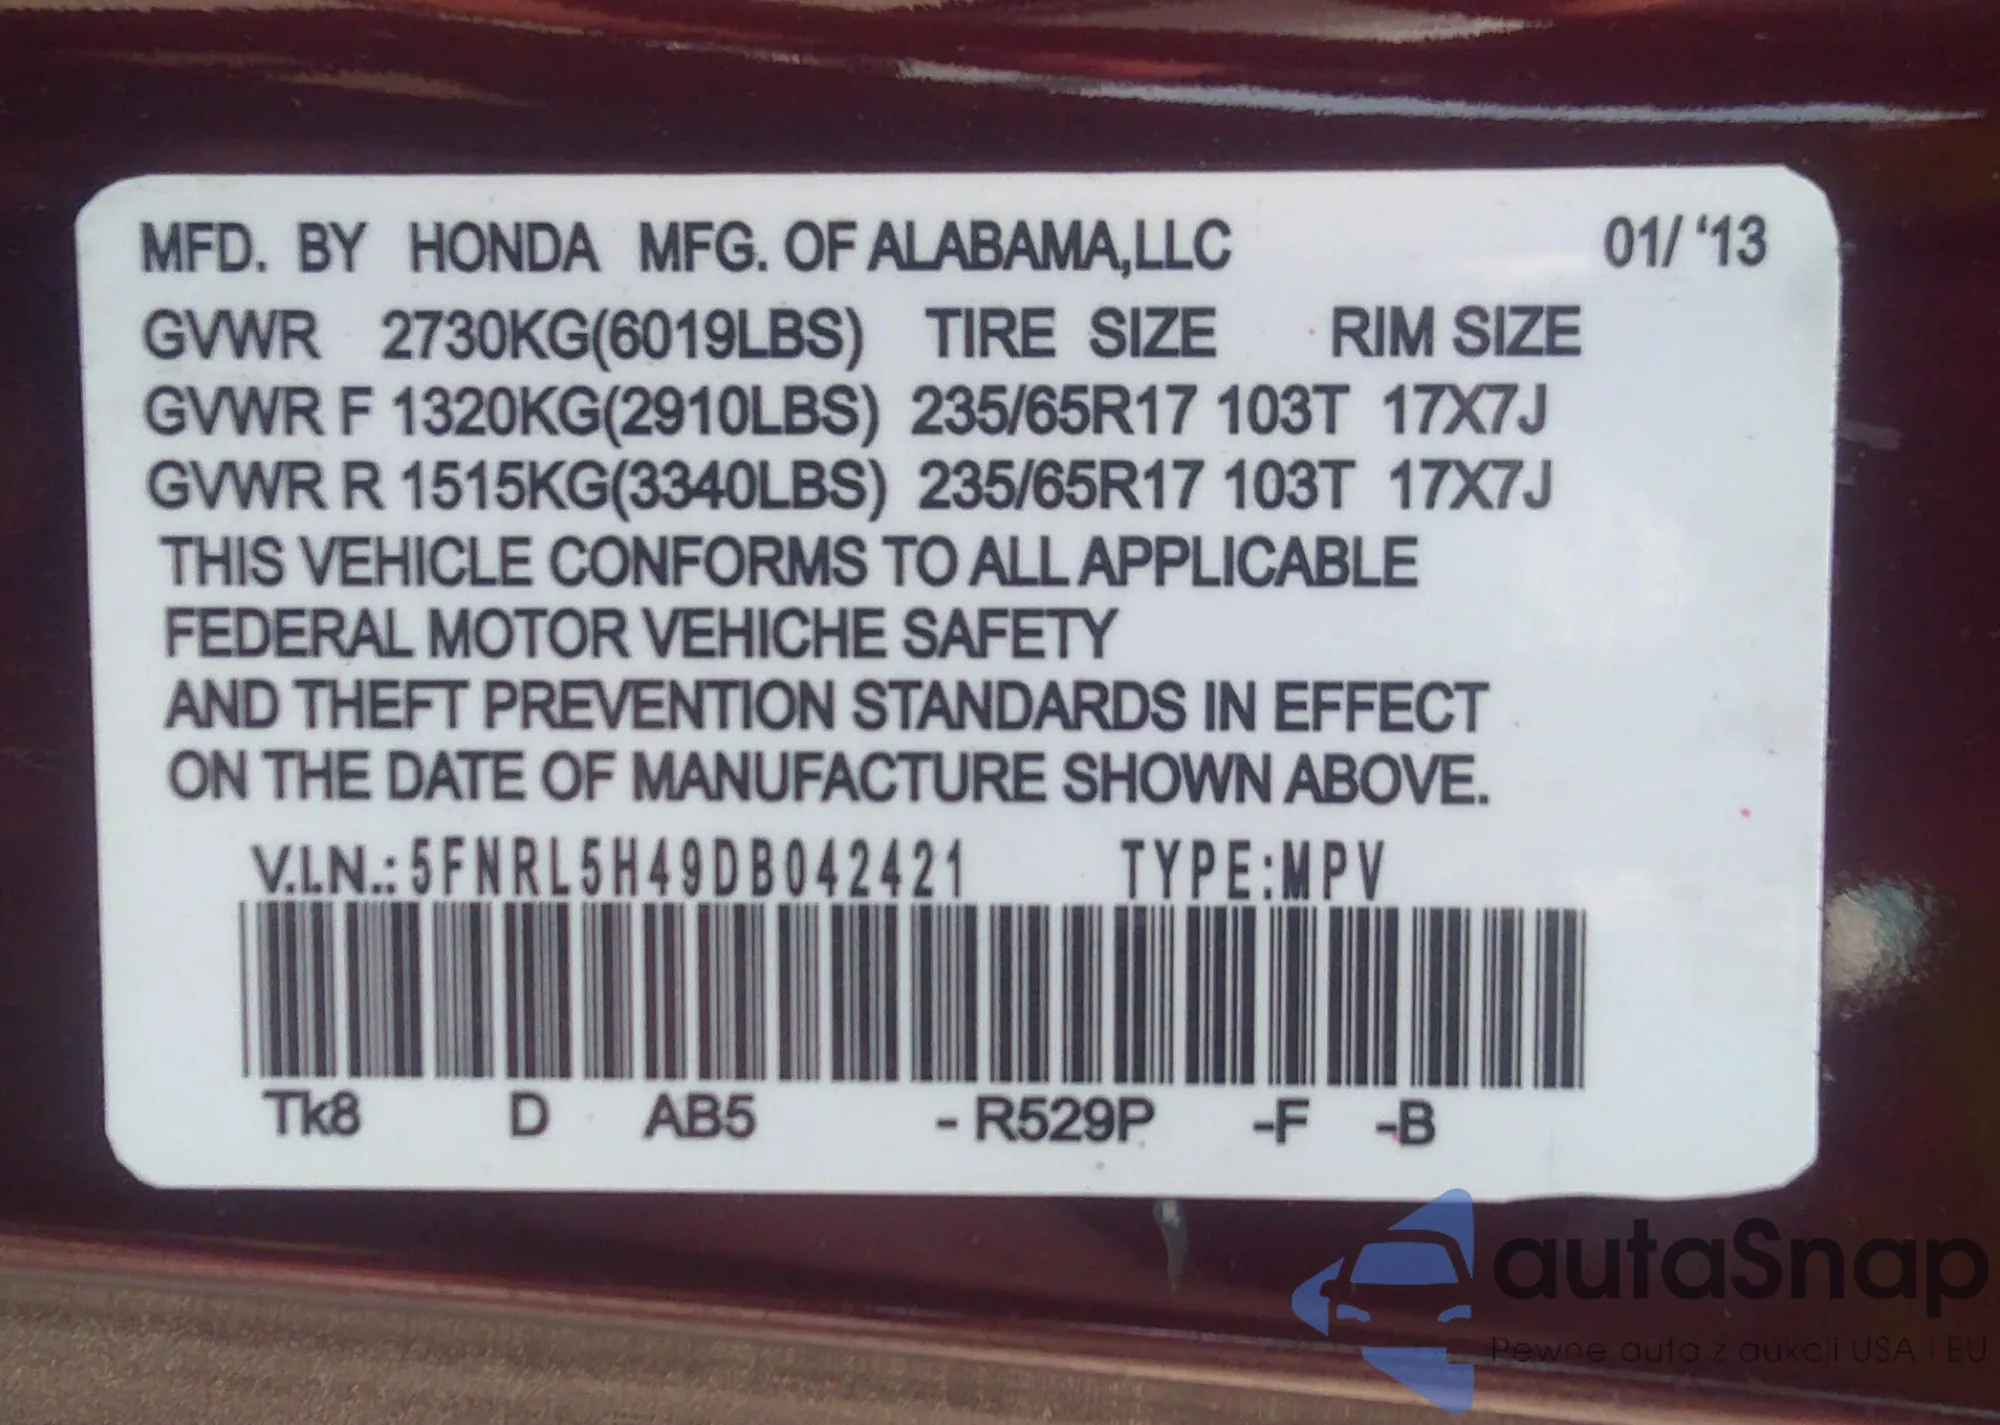 MFD. BY HONDA MFG. OF ALABAMA,LLC 01/ '13
GVWR 2730KG(6019LBS) TIRE SIZE RIM SIZE
GVWR F 1320KG(2910LBS) 235/65R17 103T 17X7J
GVWR R 1515KG(3340LBS) 235/65R17 103T 17X7J
THIS VEHICLE CONFORMS TO ALL APPLICABLE
FEDERAL MOTOR VEHICHE SAFETY
AND THEFT PREVENTION STANDARDS IN EFFECT
ON THE DATE OF MANUFACTURE SHOWN ABOVE.
V.I.N.: 5FNRL5H49DB042421 TYPE:MPV
Tk8 D AB5 - R529P -F -B
autaSnap
Pewne auta z aukcji USA i EU